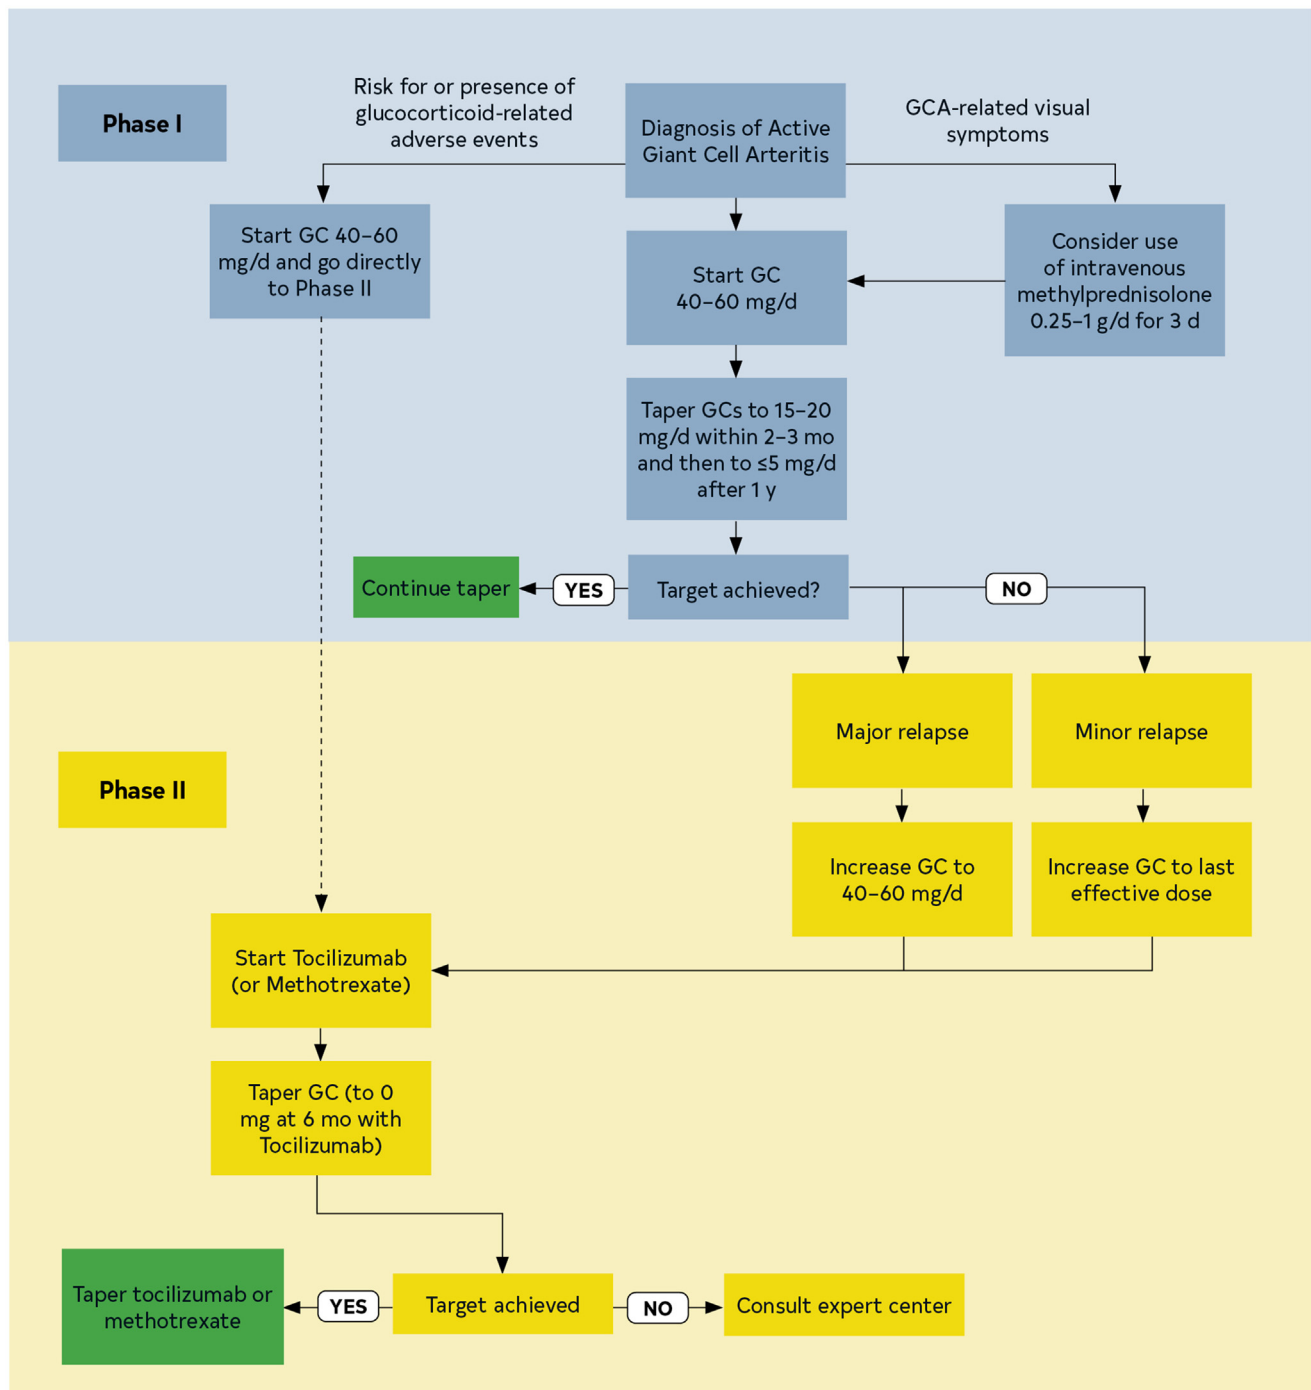 Phase I
Risk for or presence of
glucocorticoid-related
adverse events
Diagnosis of Active
Giant Cell Arteritis
GCA-related visual
symptoms
Start GC 40–60
mg/d and go directly
to Phase II
Start GC
40–60 mg/d
Consider use
of intravenous
methylprednisolone
0.25–1 g/d for 3 d
Taper GCs to 15–20
mg/d within 2–3 mo
and then to ≤5 mg/d
after 1 y
Continue taper
YES
Target achieved?
NO
Phase II
Major relapse
Minor relapse
Increase GC to
40–60 mg/d
Increase GC to last
effective dose
Start Tocilizumab
(or Methotrexate)
Taper GC (to 0
mg at 6 mo with
Tocilizumab)
Taper tocilizumab or
methotrexate
YES
Target achieved
NO
Consult expert center